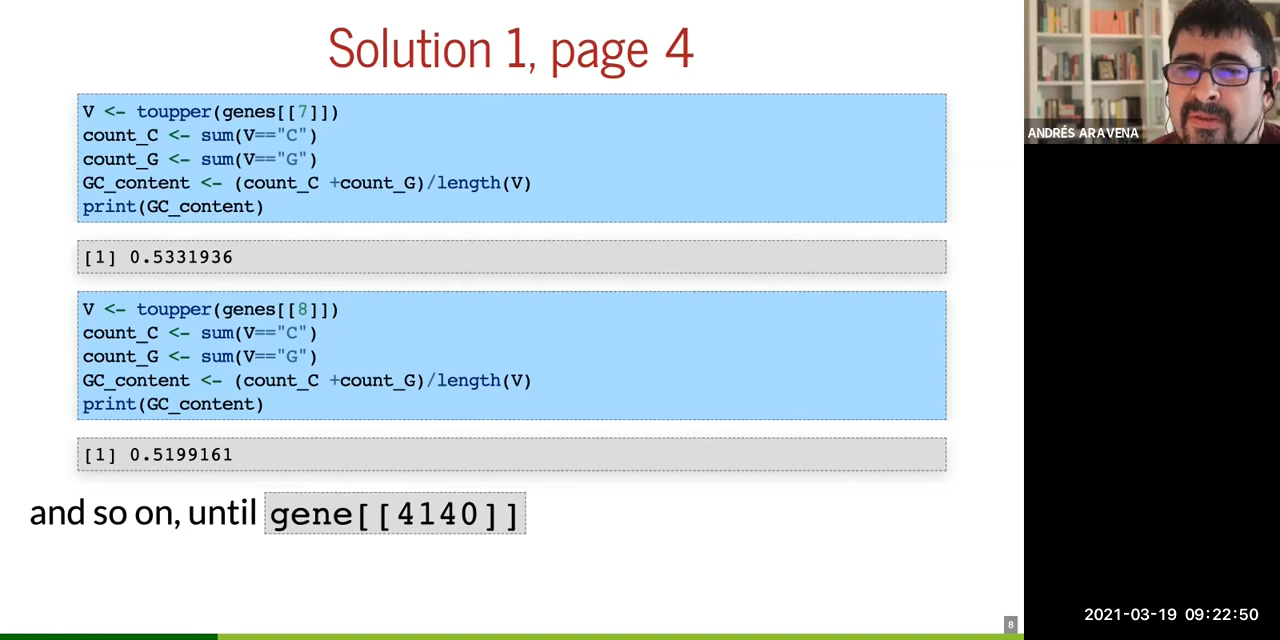 Solution 1, page 4
V <- toupper(genes[[7]])
count_C <- sum(V=="C")
count_G <- sum(V=="G")
GC_content <- (count_C +count_G)/length(V)
print(GC_content)
[1] 0.5331936
V <- toupper(genes[[8]])
count_C <- sum(V=="C")
count_G <- sum(V=="G")
GC_content <- (count_C +count_G)/length(V)
print(GC_content)
[1] 0.5199161
and so on, until gene[[4140]]
8
ANDRÉS ARAVENA
2021-03-19 09:22:50